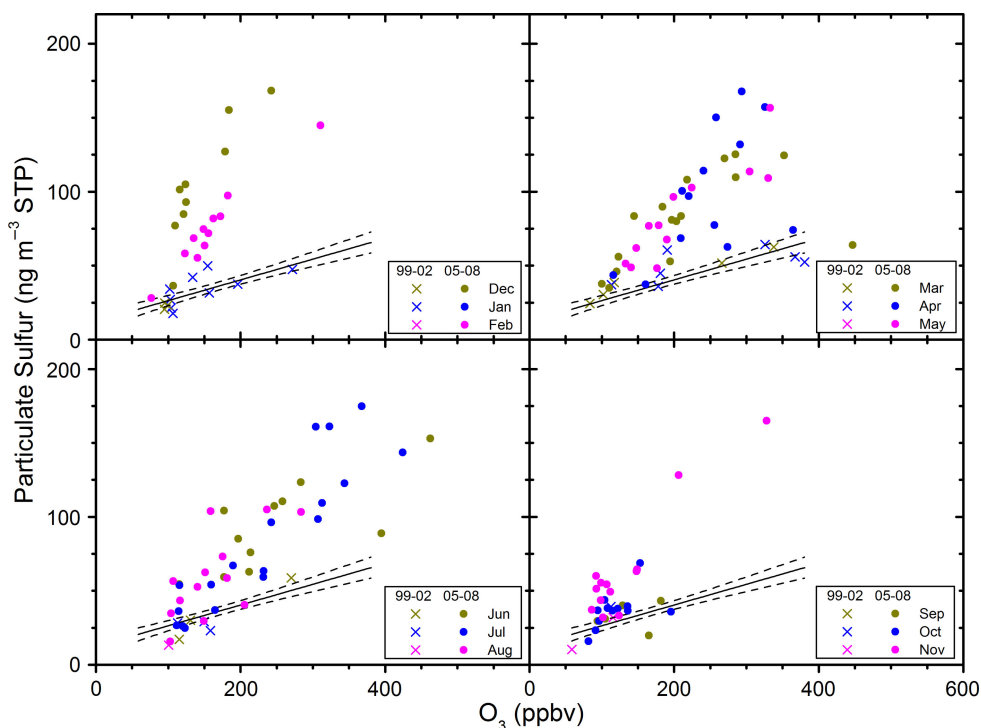 200
100
0
99-02 05-08
Dec
Jan
Feb
99-02 05-08
Mar
Apr
May
Particulate Sulfur (ng m⁻³ STP)
200
100
0
99-02 05-08
Jun
Jul
Aug
99-02 05-08
Sep
Oct
Nov
0 200 400 0 200 400 600
O₃ (ppbv)